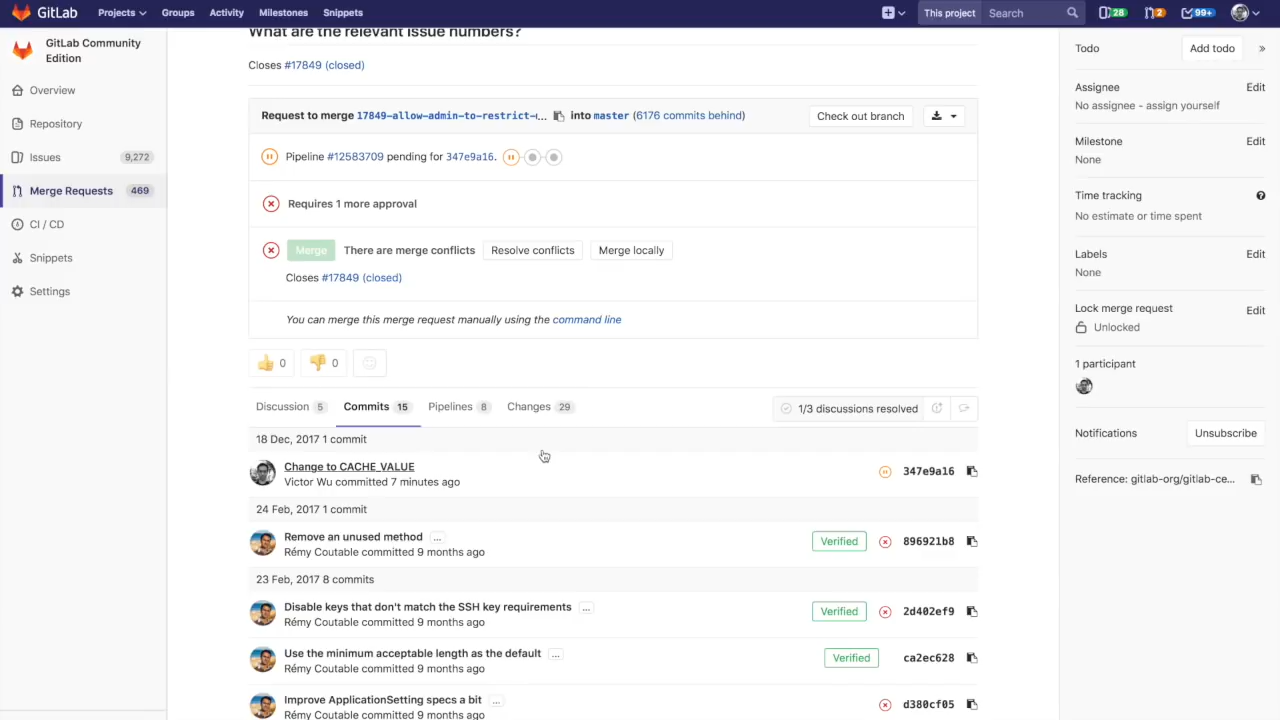 GitLab Projects Groups Activity Milestones Snippets This project Search 28 2 99+
GitLab Community
Edition
Overview
Repository
Issues 9,272
Merge Requests 469
CI / CD
Snippets
Settings
What are the relevant issue numbers?
Closes #17849 (closed)
Request to merge 17849-allow-admin-to-restrict-… into master (6176 commits behind) Check out branch
Pipeline #12583709 pending for 347e9a16.
Requires 1 more approval
Merge There are merge conflicts Resolve conflicts Merge locally
Closes #17849 (closed)
You can merge this merge request manually using the command line
0 0
Discussion 5 Commits 15 Pipelines 8 Changes 29 1/3 discussions resolved
18 Dec, 2017 1 commit
Change to CACHE_VALUE
Victor Wu committed 7 minutes ago
347e9a16
24 Feb, 2017 1 commit
Remove an unused method ...
Rémy Coutable committed 9 months ago
Verified 896921b8
23 Feb, 2017 8 commits
Disable keys that don't match the SSH key requirements ...
Rémy Coutable committed 9 months ago
Verified 2d402ef9
Use the minimum acceptable length as the default ...
Rémy Coutable committed 9 months ago
Verified ca2ec628
Improve ApplicationSetting specs a bit ...
Rémy Coutable committed 9 months ago
d380cf05
Todo Add todo »
Assignee Edit
No assignee - assign yourself
Milestone Edit
None
Time tracking
No estimate or time spent
Labels Edit
None
Lock merge request Edit
Unlocked
1 participant
Notifications Unsubscribe
Reference: gitlab-org/gitlab-ce...